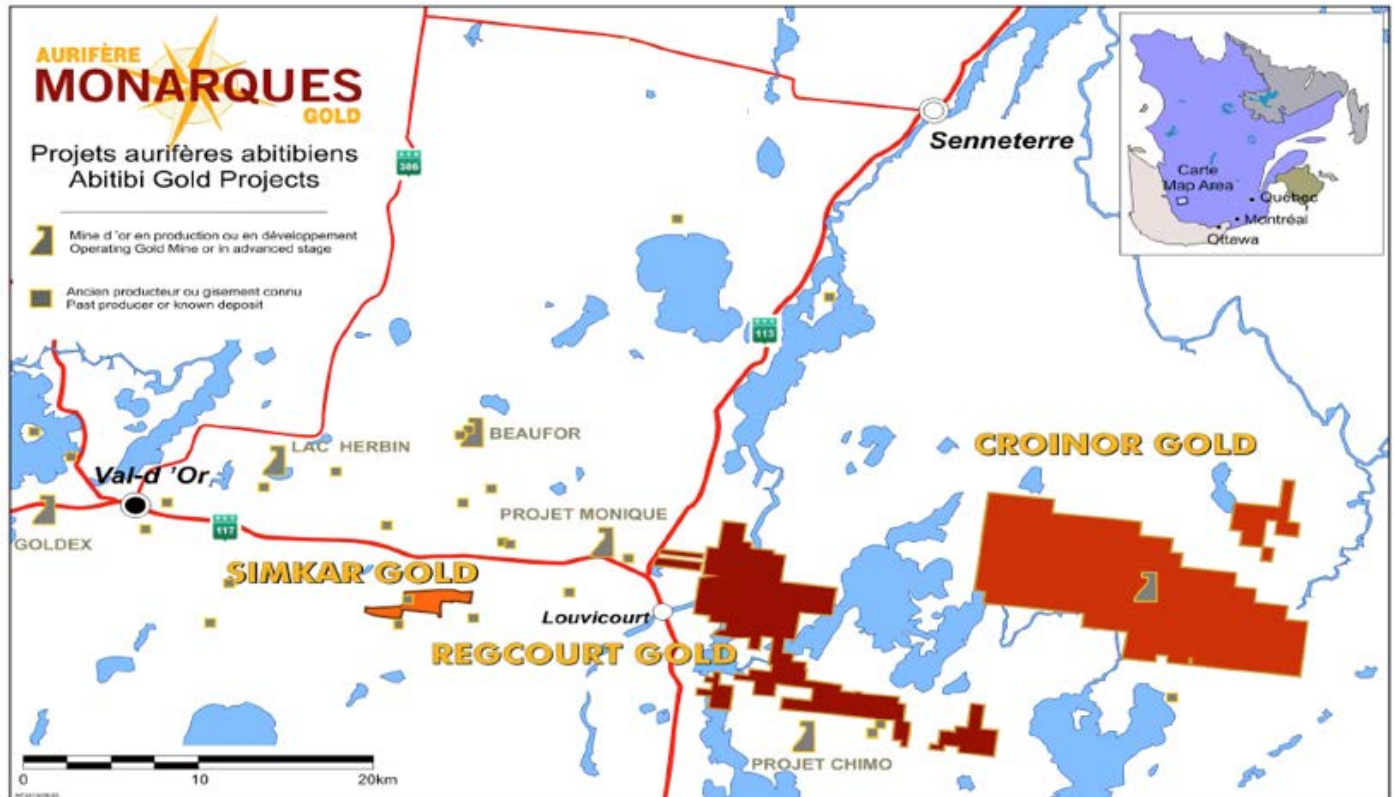 AURIFÈRE
MONARQUES
GOLD
Projets aurifères abitibiens
Abitibi Gold Projects
Mine d 'or en production ou en développement
Operating Gold Mine or in advanced stage
Ancien producteur ou gisement connu
Past producer or known deposit
386
Senneterre
Carte
Map Area
Québec
Montréal
Ottawa
113
LAC HERBIN
BEAUFOR
CROINOR GOLD
Val-d 'Or
PROJET MONIQUE
117
GOLDEX
SIMKAR GOLD
Louvicourt
REGCOURT GOLD
PROJET CHIMO
0
10
20km